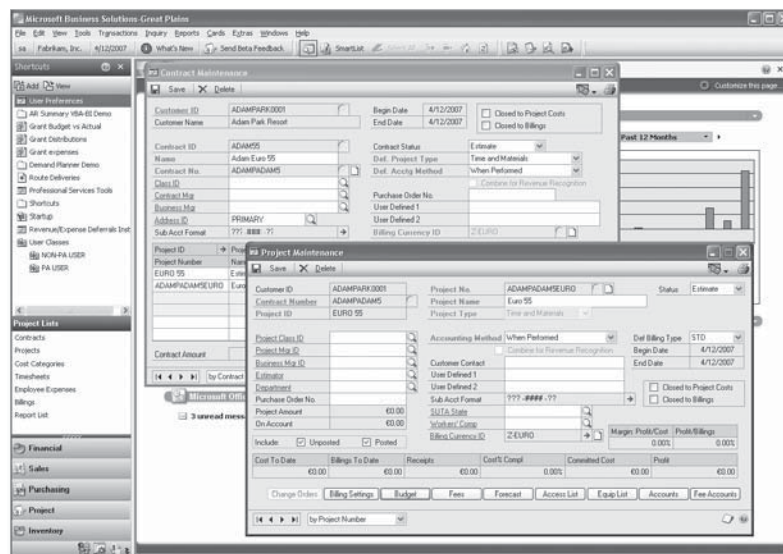 Microsoft Business Solutions-Great Plains
File Edit View Tools Transactions Inquiry Reports Cards Extras Windows Help
sa Fabrikam, Inc. 4/12/2007 What's New Send Beta Feedback SmartList
Shortcuts
Add View
User Preferences
AR Summary VBA-BI Demo
Grant Budget vs Actual
Grant Distributions
Grant expenses
Demand Planner Demo
Route Deliveries
Professional Services Tools
Shortcuts
Startup
Revenue/Expense Deferrals Inst
User Classes
NON-PA USER
PA USER
Project Lists
Contracts
Projects
Cost Categories
Timesheets
Employee Expenses
Billings
Report List
Financial
Sales
Purchasing
Project
Inventory
Customize this page...
Past 12 Months
Contract Maintenance
Save Delete
Customer ID ADAMPARK0001 Begin Date 4/12/2007 Closed to Project Costs
Customer Name Adam Park Resort End Date 4/12/2007 Closed to Billings
Contract ID ADAM55 Contract Status Estimate
Name Adam Euro 55 Def. Project Type Time and Materials
Contract No. ADAMPADAM5 Def. Acctg Method When Performed
Class ID Combine for Revenue Recognition
Contract Mgr Purchase Order No.
Business Mgr User Defined 1
Address ID PRIMARY User Defined 2
Sub Acct Format ??? -### -?? Billing Currency ID Z-EURO
Project ID
Project Number
EURO 55
ADAMPADAM5EURO
Contract Amount
by Contract
3 unread
Project Maintenance
Save Delete
Customer ID ADAMPARK0001 Project No. ADAMPADAM5EURO Status Estimate
Contract Number ADAMPADAM5 Project Name Euro 55
Project ID EURO 55 Project Type Time and Materials
Project Class ID Accounting Method When Performed Def Billing Type STD
Project Mgr ID Combine for Revenue Recognition Begin Date 4/12/2007
Business Mgr ID Customer Contact End Date 4/12/2007
Estimator User Defined 1
Department User Defined 2 Closed to Project Costs
Purchase Order No. Sub Acct Format ??? -#### -?? Closed to Billings
Project Amount €0.00 SUTA State
On Account €0.00 Workers' Comp Margin: Profit/Cost Profit/Billings
Include: Unposted Posted Billing Currency ID Z-EURO 0.00% 0.00%
Cost To Date Billings To Date Receipts Cost% Compl Committed Cost Profit
€0.00 €0.00 €0.00 0.00% €0.00 €0.00
Change Orders Billing Settings Budget Fees Forecast Access List Equip List Accounts Fee Accounts
by Project Number